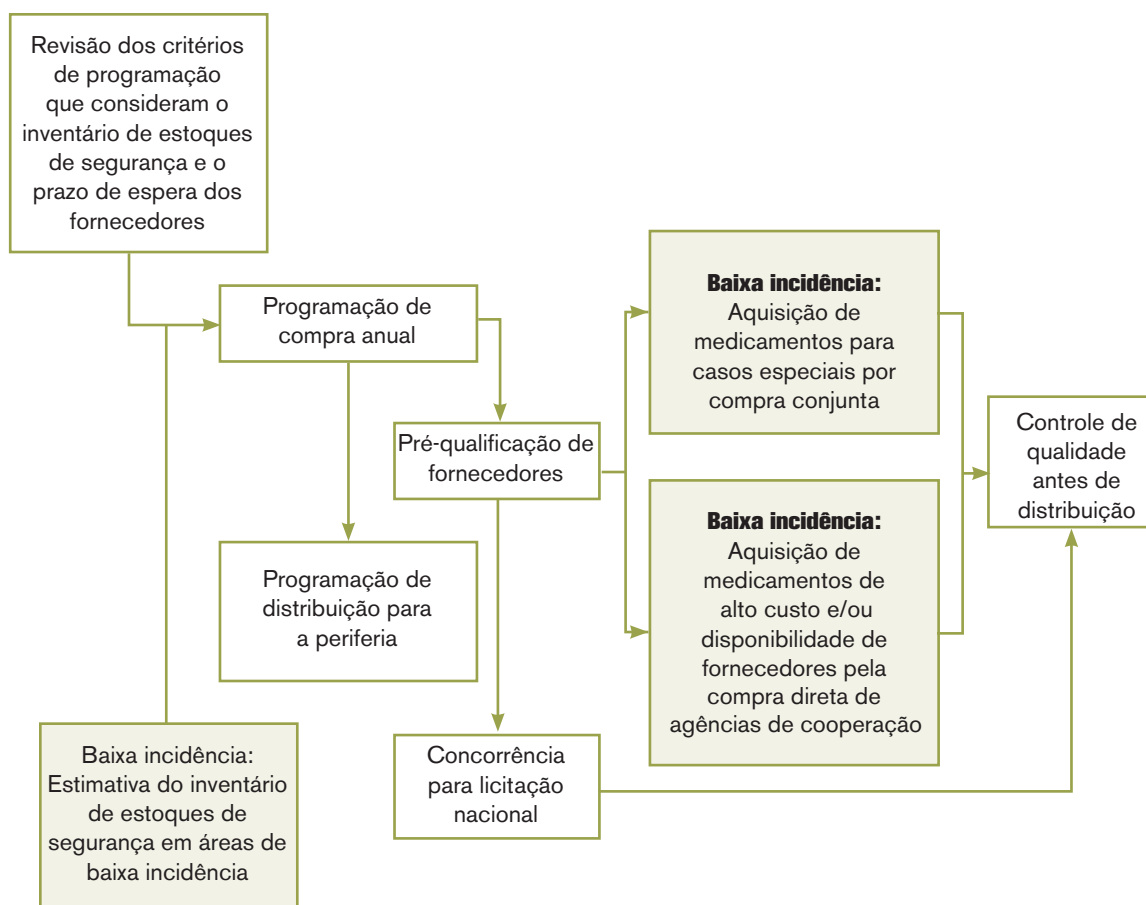 Revisão dos critérios
de programação
que consideram o
inventário de estoques
de segurança e o
prazo de espera dos
fornecedores
Programação de
compra anual
Pré-qualificação de
fornecedores
Programação de
distribuição para
a periferia
Baixa incidência:
Estimativa do inventário
de estoques de
segurança em áreas de
baixa incidência
Concorrência
para licitação
nacional
Baixa incidência:
Aquisição de
medicamentos para
casos especiais por
compra conjunta
Baixa incidência:
Aquisição de
medicamentos de
alto custo e/ou
disponibilidade de
fornecedores pela
compra direta de
agências de cooperação
Controle de
qualidade
antes de
distribuição